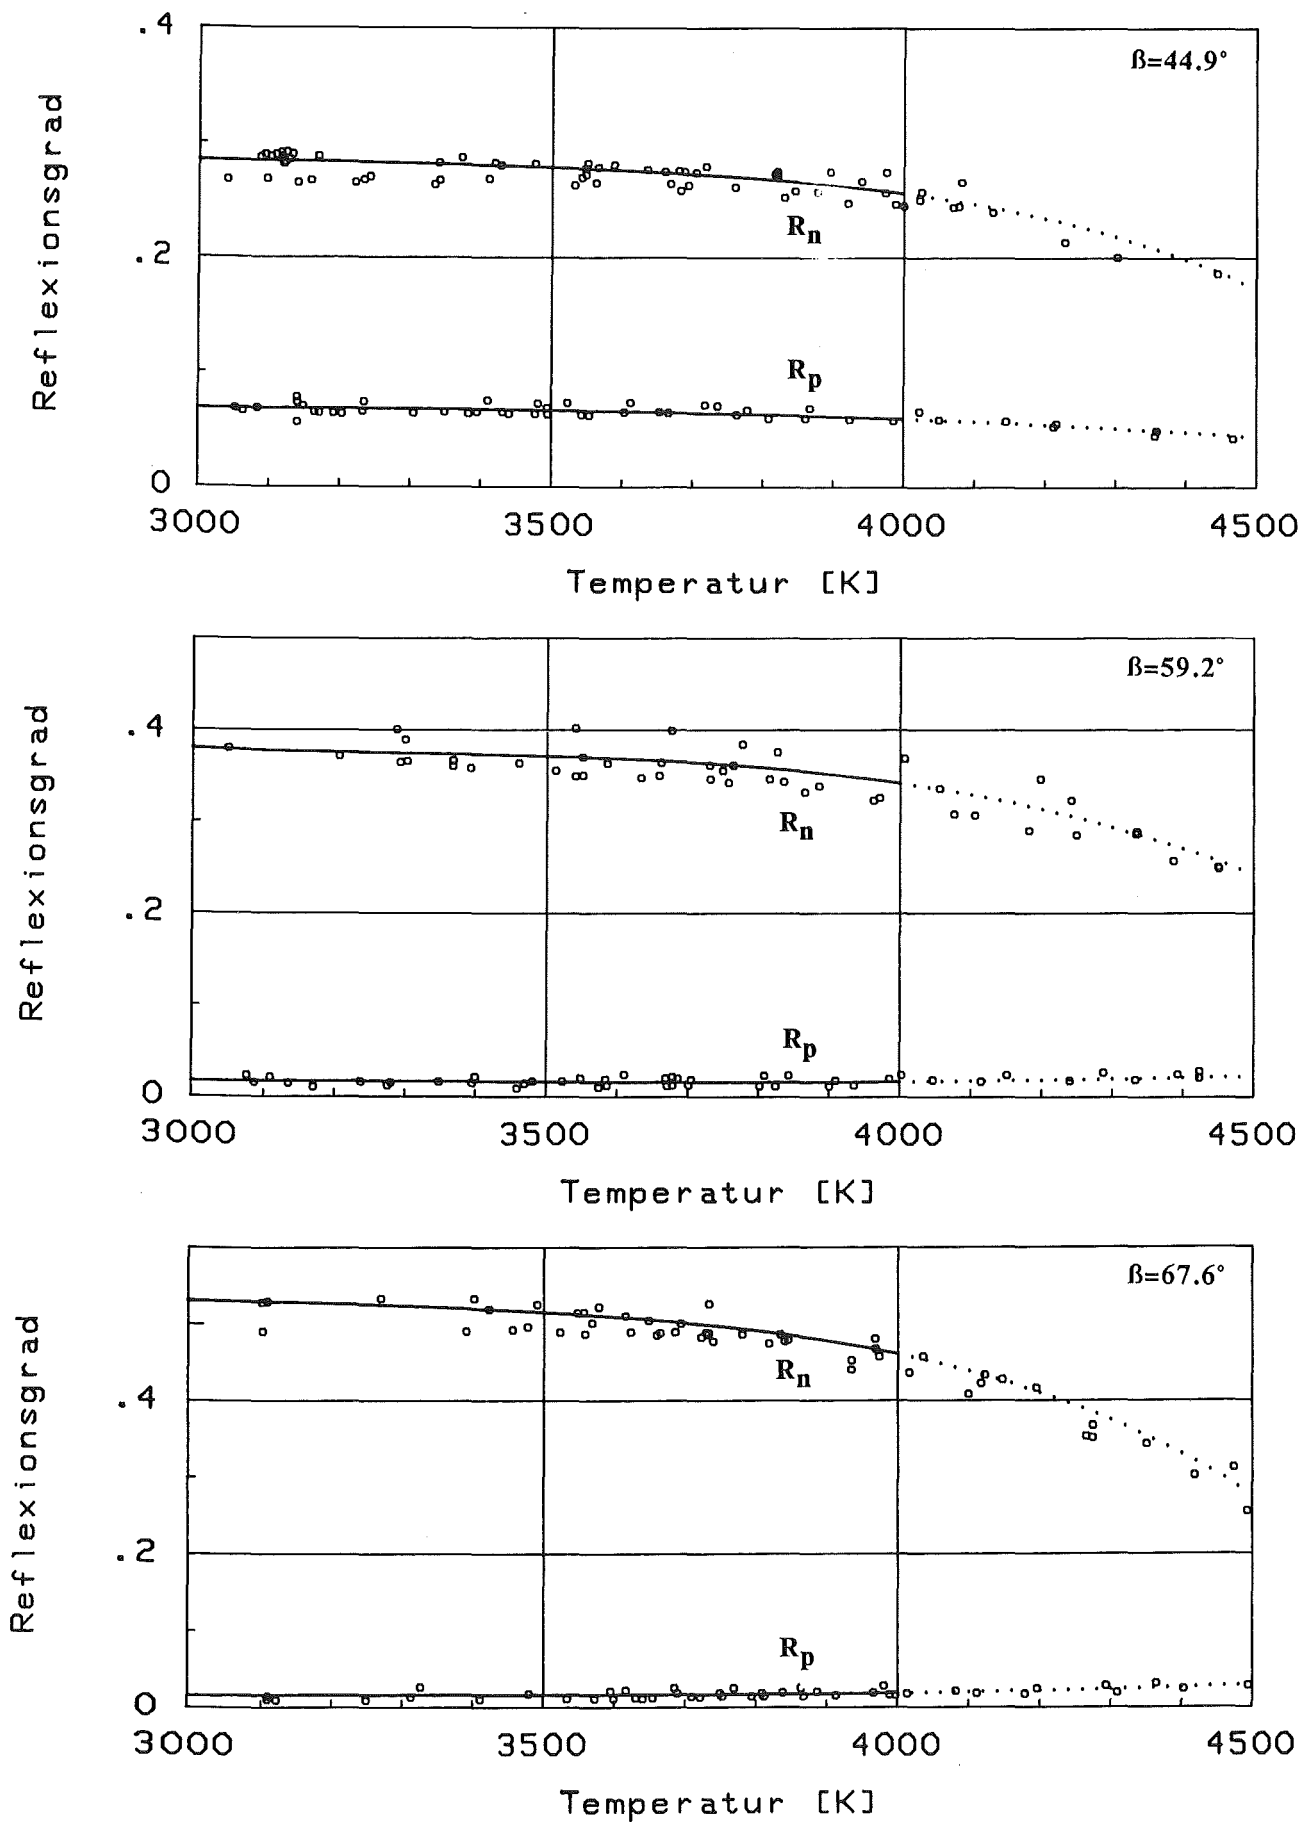 .4
ß=44.9°
Reflexionsgrad
Rn
.2
Rp
0
3000 3500 4000 4500
Temperatur [K]
ß=59.2°
.4
Reflexionsgrad
Rn
.2
Rp
0
3000 3500 4000 4500
Temperatur [K]
ß=67.6°
Reflexionsgrad
Rn
.4
.2
Rp
0
3000 3500 4000 4500
Temperatur [K]